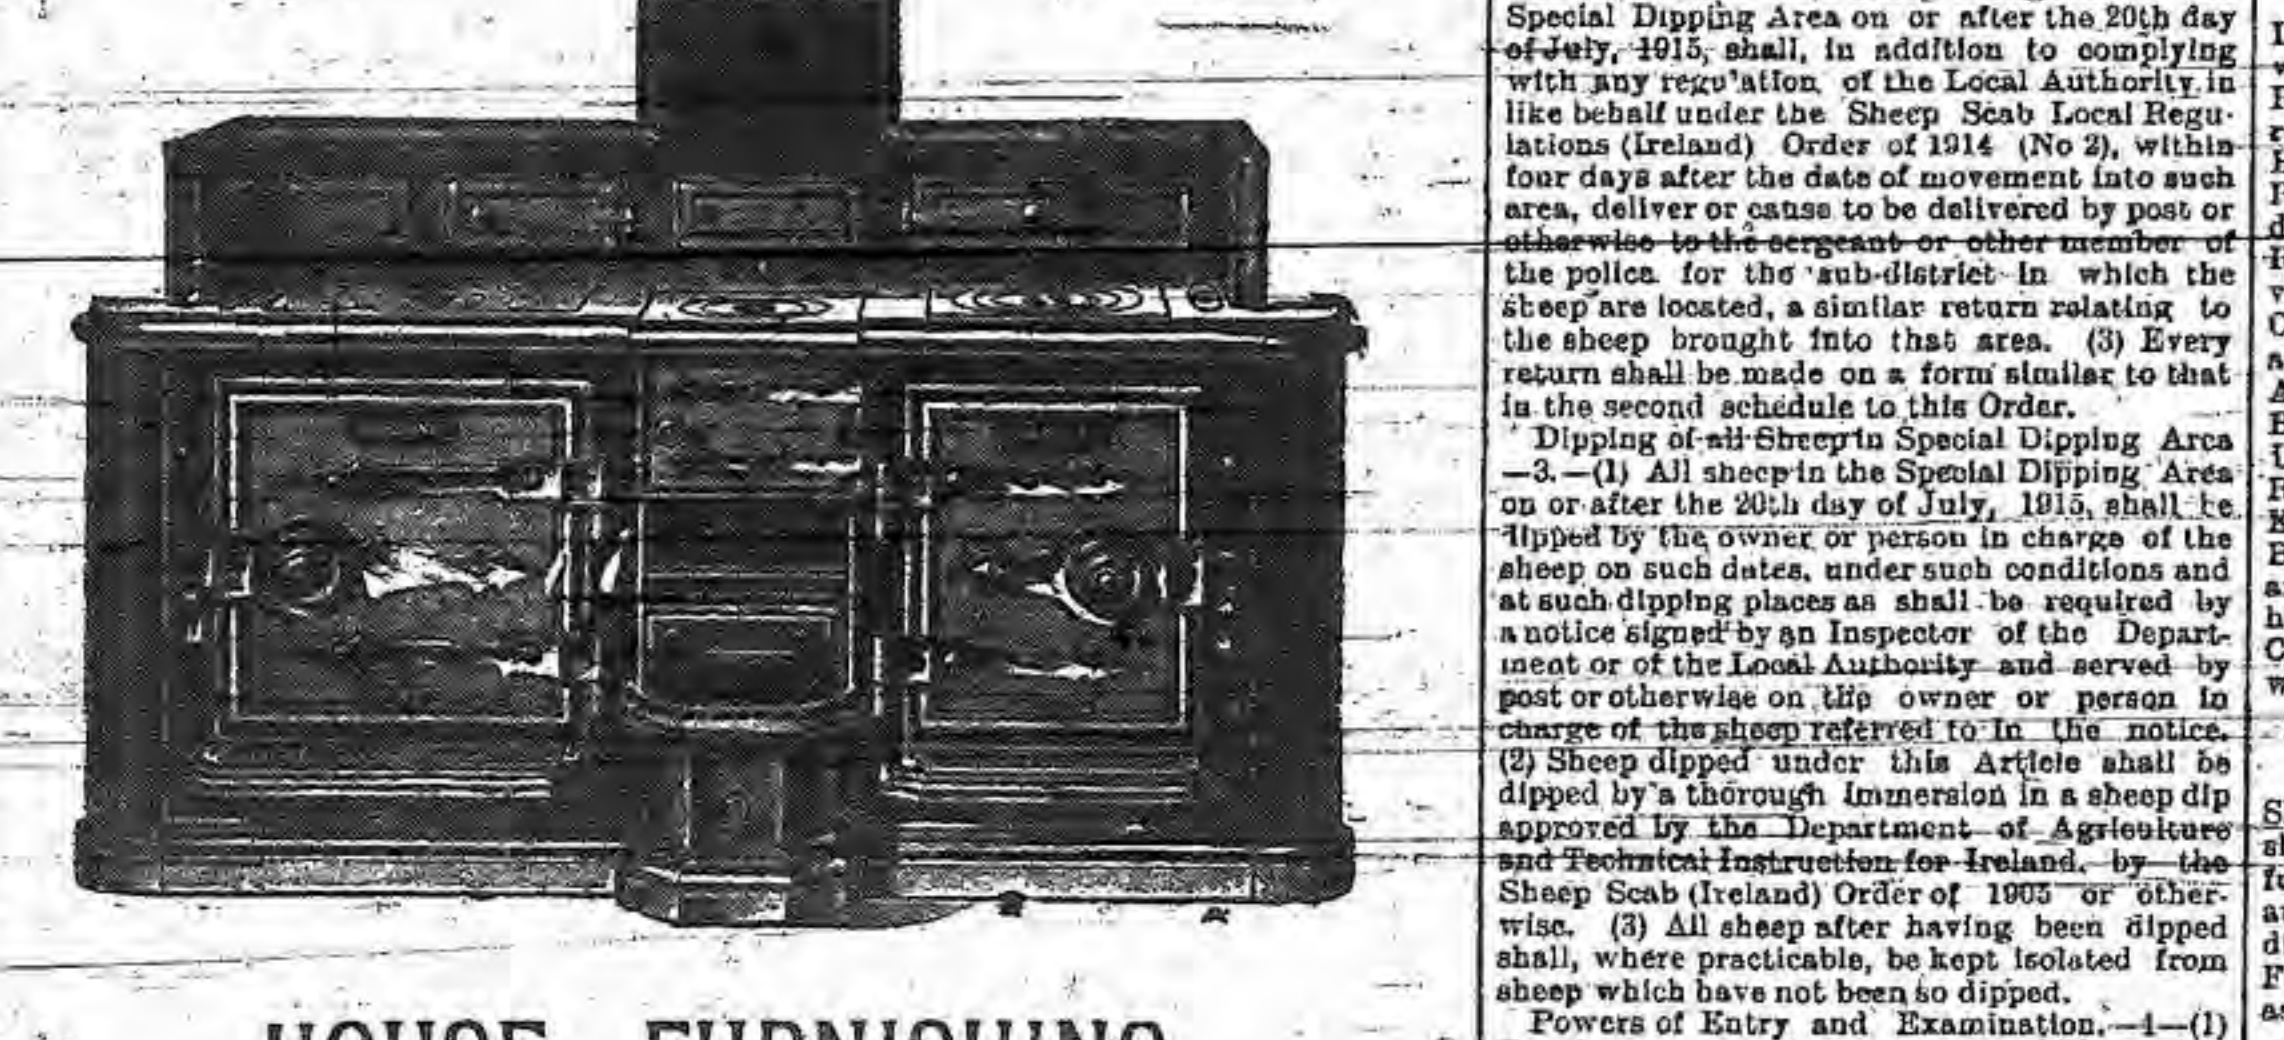 HOUSE FURNISHING
Special Dipping Area on or after the 20th day
of July, 1915, shall, in addition to complying
with any regulation of the Local Authority in
like behalf under the Sheep Scab Local Regu-
lations (Ireland) Order of 1914 (No 2), within
four days after the date of movement into such
area, deliver or cause to be delivered by post or
otherwise to the sergeant or other member of
the police for the sub-district in which the
sheep are located, a similar return relating to
the sheep brought into that area. (3) Every
return shall be made on a form similar to that
in the second schedule to this Order.
Dipping of all Sheep in Special Dipping Area
—3.—(1) All sheep in the Special Dipping Area
on or after the 20th day of July, 1915, shall be
dipped by the owner or person in charge of the
sheep on such dates, under such conditions and
at such dipping places as shall be required by
a notice signed by an Inspector of the Depart-
ment or of the Local Authority and served by
post or otherwise on the owner or person in
charge of the sheep referred to in the notice.
(2) Sheep dipped under this Article shall be
dipped by a thorough immersion in a sheep dip
approved by the Department of Agriculture
and Technical Instruction for Ireland, by the
Sheep Scab (Ireland) Order of 1905 or other-
wise. (3) All sheep after having been dipped
shall, where practicable, be kept isolated from
sheep which have not been so dipped.
Powers of Entry and Examination.—4—(1)